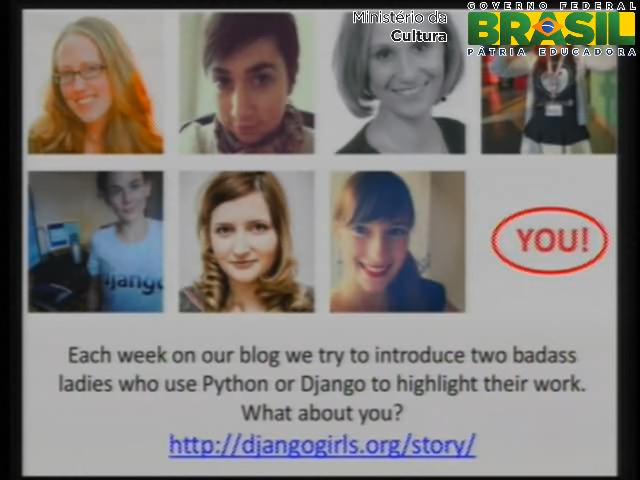 Ministério da
Cultura
GOVERNO FEDERAL
BRASIL
PÁTRIA EDUCADORA
django
YOU!
Each week on our blog we try to introduce two badass
ladies who use Python or Django to highlight their work.
What about you?
http://djangogirls.org/story/